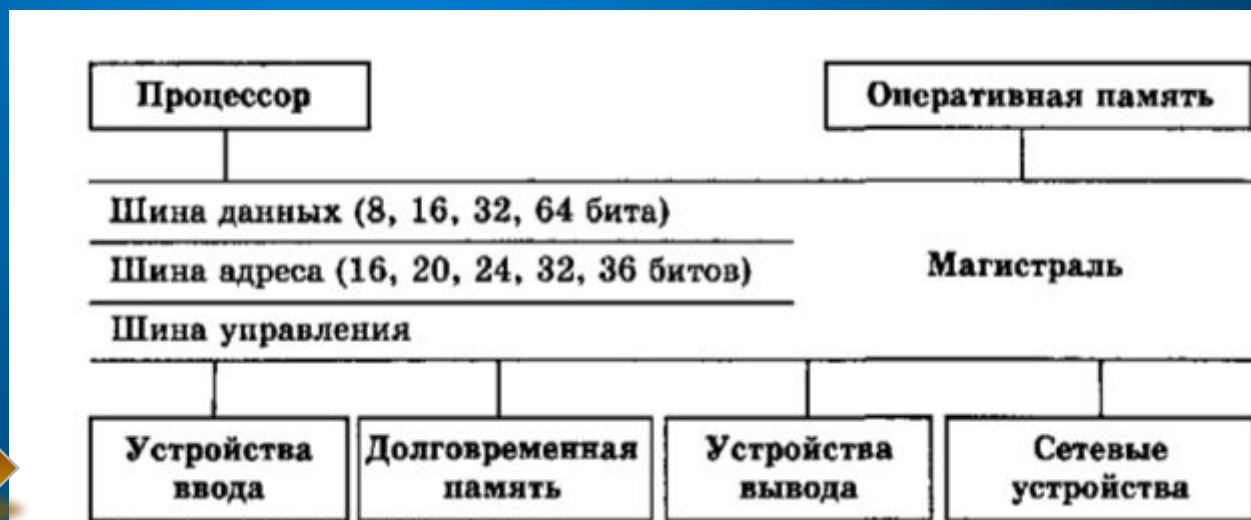 Процессор
Оперативная память
Шина данных (8, 16, 32, 64 бита)
Шина адреса (16, 20, 24, 32, 36 битов)
Магистраль
Шина управления
Устройства
ввода
Долговременная
память
Устройства
вывода
Сетевые
устройства